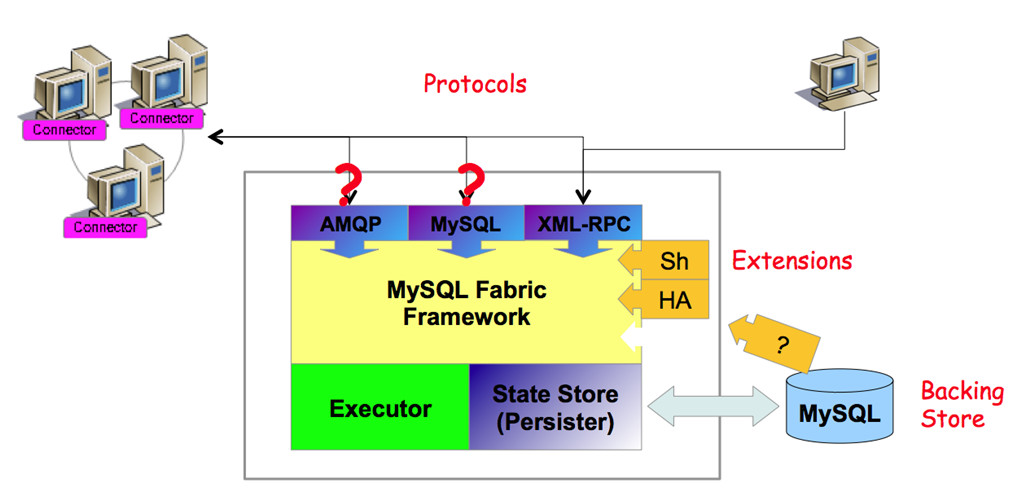 Protocols
Connector
Connector
Connector
?
?
AMQP
MySQL
XML-RPC
Sh
Extensions
HA
MySQL Fabric
Framework
?
Executor
State Store
(Persister)
MySQL
Backing
Store